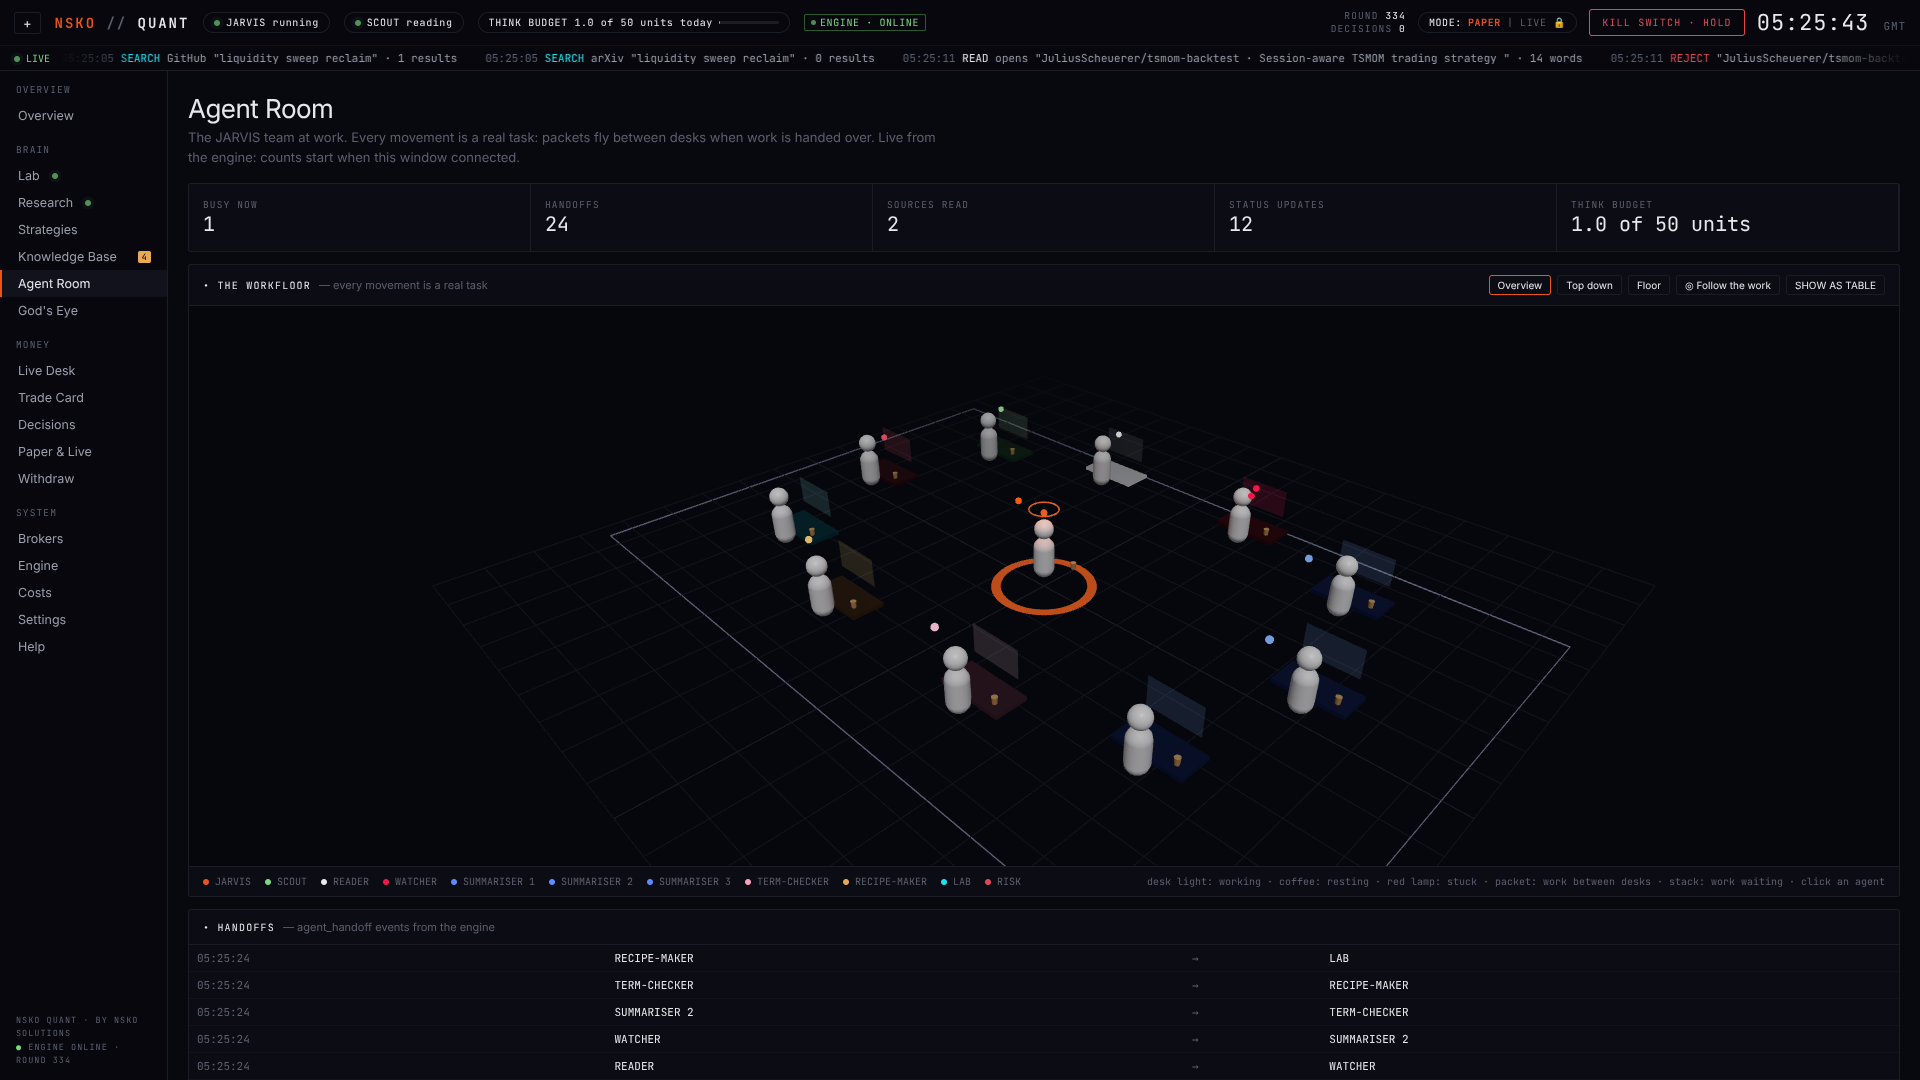 + NSKO // QUANT JARVIS running SCOUT reading THINK BUDGET 1.0 of 50 units today ENGINE · ONLINE
ROUND 334
DECISIONS 0
MODE: PAPER | LIVE 🔒 KILL SWITCH · HOLD 05:25:43 GMT
LIVE :25:05 SEARCH GitHub "liquidity sweep reclaim" · 1 results 05:25:05 SEARCH arXiv "liquidity sweep reclaim" · 0 results 05:25:11 READ opens "JuliusScheuerer/tsmom-backtest · Session-aware TSMOM trading strategy " · 14 words 05:25:11 REJECT "JuliusScheuerer/tsmom-backt
OVERVIEW
Overview
BRAIN
Lab
Research
Strategies
Knowledge Base 4
Agent Room
God's Eye
MONEY
Live Desk
Trade Card
Decisions
Paper & Live
Withdraw
SYSTEM
Brokers
Engine
Costs
Settings
Help
NSKO QUANT · BY NSKO
SOLUTIONS
ENGINE ONLINE ·
ROUND 334
Agent Room
The JARVIS team at work. Every movement is a real task: packets fly between desks when work is handed over. Live from
the engine: counts start when this window connected.
BUSY NOW
1
HANDOFFS
24
SOURCES READ
2
STATUS UPDATES
12
THINK BUDGET
1.0 of 50 units
• THE WORKFLOOR — every movement is a real task
Overview Top down Floor ◎ Follow the work SHOW AS TABLE
JARVIS SCOUT READER WATCHER SUMMARISER 1 SUMMARISER 2 SUMMARISER 3 TERM-CHECKER RECIPE-MAKER LAB RISK
desk light: working · coffee: resting · red lamp: stuck · packet: work between desks · stack: work waiting · click an agent
• HANDOFFS — agent_handoff events from the engine
05:25:24 RECIPE-MAKER → LAB
05:25:24 TERM-CHECKER → RECIPE-MAKER
05:25:24 SUMMARISER 2 → TERM-CHECKER
05:25:24 WATCHER → SUMMARISER 2
05:25:24 READER → WATCHER